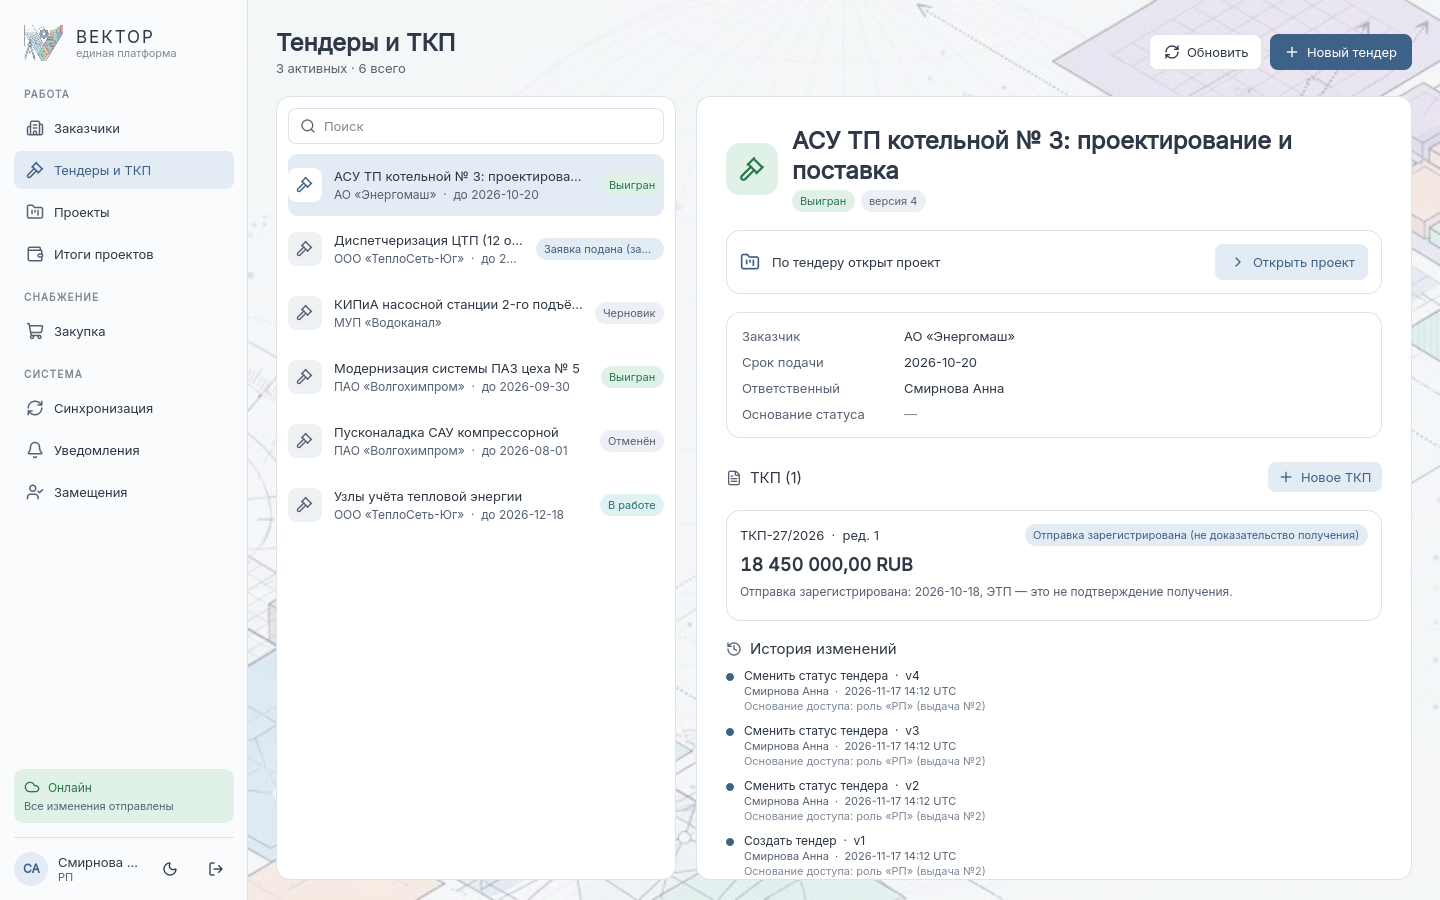 ВЕКТОР
единая платформа
РАБОТА
Заказчики
Тендеры и ТКП
Проекты
Итоги проектов
СНАБЖЕНИЕ
Закупка
СИСТЕМА
Синхронизация
Уведомления
Замещения
Онлайн
Все изменения отправлены
СА
Смирнова ...
РП
Тендеры и ТКП
3 активных · 6 всего
Обновить
Новый тендер
Поиск
АСУ ТП котельной № 3: проектирова...
АО «Энергомаш» · до 2026-10-20
Выигран
Диспетчеризация ЦТП (12 о...
ООО «ТеплоСеть-Юг» · до 2...
Заявка подана (за...
КИПиА насосной станции 2-го подъё...
МУП «Водоканал»
Черновик
Модернизация системы ПАЗ цеха № 5
ПАО «Волгохимпром» · до 2026-09-30
Выигран
Пусконаладка САУ компрессорной
ПАО «Волгохимпром» · до 2026-08-01
Отменён
Узлы учёта тепловой энергии
ООО «ТеплоСеть-Юг» · до 2026-12-18
В работе
АСУ ТП котельной № 3: проектирование и
поставка
Выигран
версия 4
По тендеру открыт проект
Открыть проект
Заказчик АО «Энергомаш»
Срок подачи 2026-10-20
Ответственный Смирнова Анна
Основание статуса —
ТКП (1)
Новое ТКП
ТКП-27/2026 · ред. 1
Отправка зарегистрирована (не доказательство получения)
18 450 000,00 RUB
Отправка зарегистрирована: 2026-10-18, ЭТП — это не подтверждение получения.
История изменений
Сменить статус тендера · v4
Смирнова Анна · 2026-11-17 14:12 UTC
Основание доступа: роль «РП» (выдача №2)
Сменить статус тендера · v3
Смирнова Анна · 2026-11-17 14:12 UTC
Основание доступа: роль «РП» (выдача №2)
Сменить статус тендера · v2
Смирнова Анна · 2026-11-17 14:12 UTC
Основание доступа: роль «РП» (выдача №2)
Создать тендер · v1
Смирнова Анна · 2026-11-17 14:12 UTC
Основание доступа: роль «РП» (выдача №2)